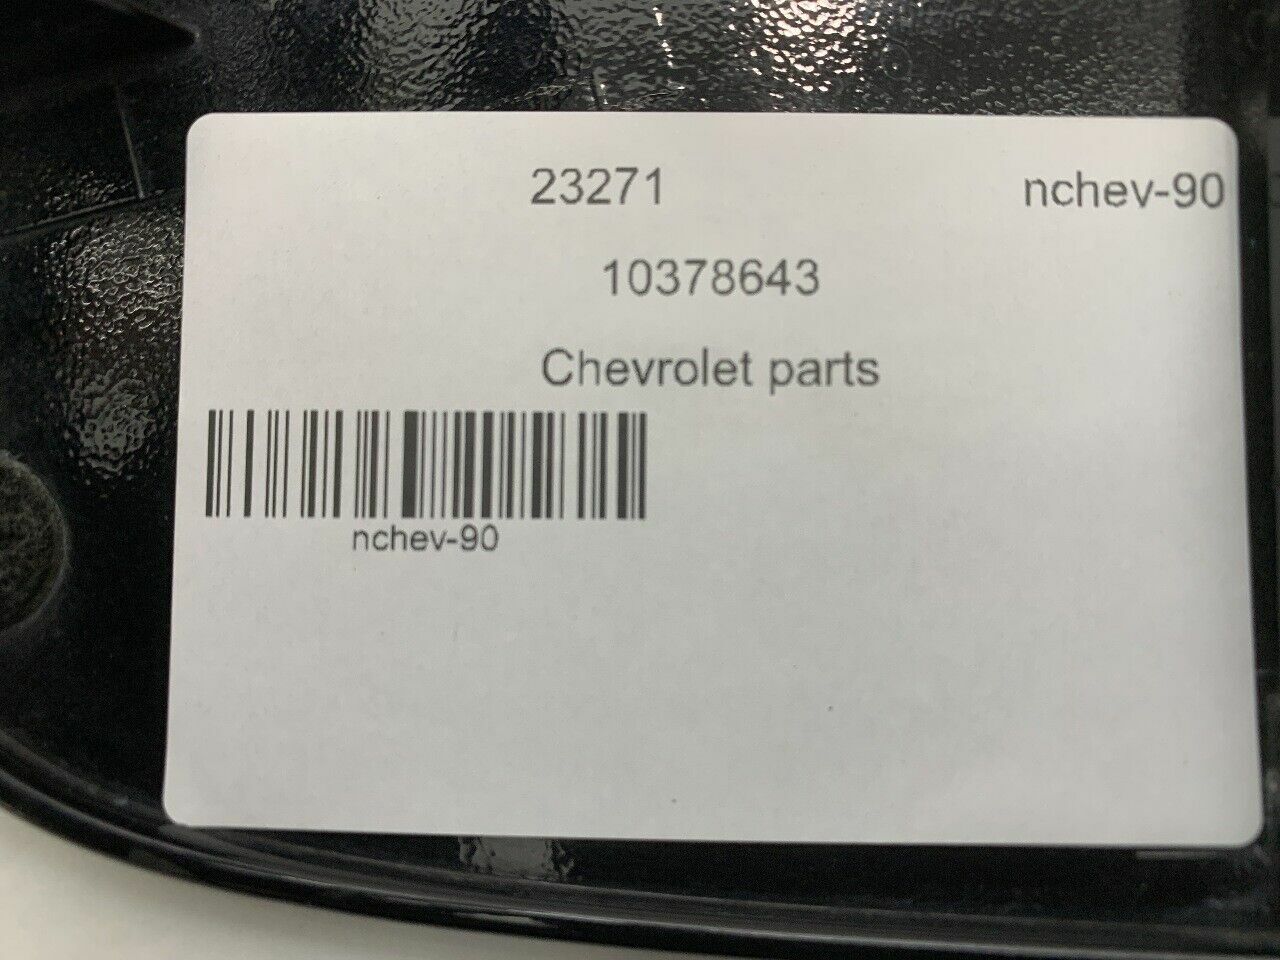 23271 nchev-90
10378643
Chevrolet parts
nchev-90